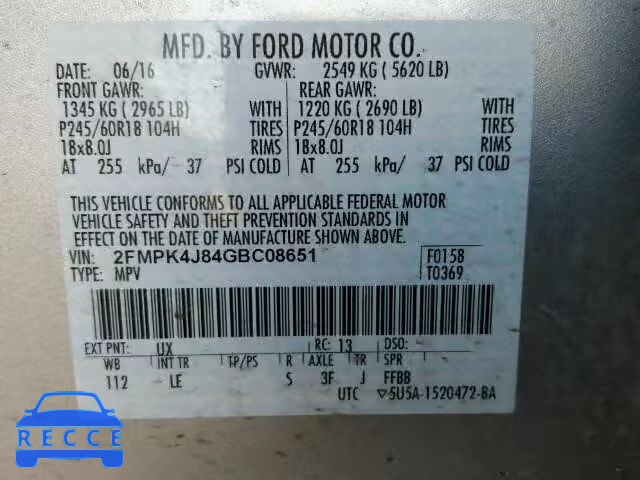 MFD. BY FORD MOTOR CO.
DATE: 06/16 GVWR: 2549 KG ( 5620 LB)
FRONT GAWR: REAR GAWR:
1345 KG ( 2965 LB) WITH 1220 KG ( 2690 LB) WITH
P245/60R18 104H TIRES P245/60R18 104H TIRES
18x8.0J RIMS 18x8.0J RIMS
AT 255 kPa/ 37 PSI COLD AT 255 kPa/ 37 PSI COLD
THIS VEHICLE CONFORMS TO ALL APPLICABLE FEDERAL MOTOR
VEHICLE SAFETY AND THEFT PREVENTION STANDARDS IN
EFFECT ON THE DATE OF MANUFACTURE SHOWN ABOVE.
VIN: 2FMPK4J84GBC08651 F0158
TYPE: MPV T0369
EXT PNT: UX RC: 13 DSO:
WB INT TR TP/PS R AXLE TR SPR
112 LE S 3F J FFBB
UTC ▽5U5A-1520472-BA
RECCE